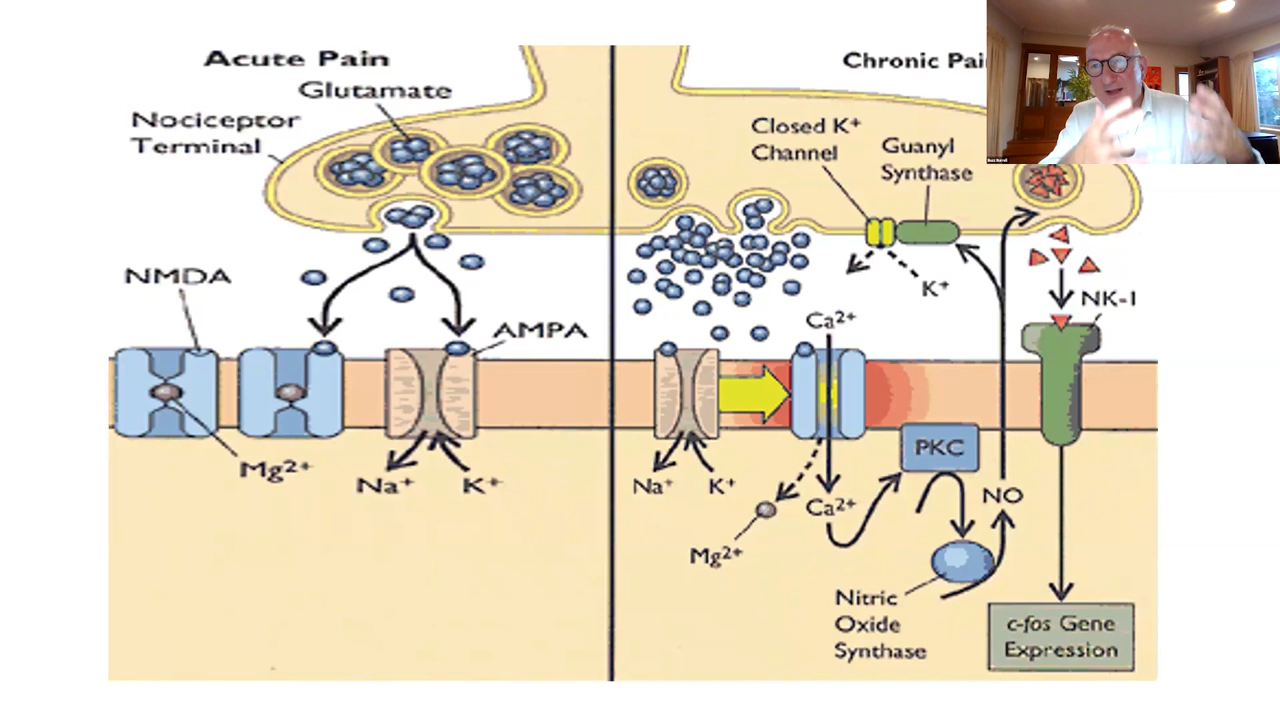 Acute Pain
Glutamate
Nociceptor
Terminal
NMDA
AMPA
Mg²⁺
Na⁺
K⁺
Chronic Pai
Closed K⁺
Channel
Guanyl
Synthase
K⁺
Ca²⁺
NK-1
PKC
Na⁺
K⁺
Ca²⁺
NO
Mg²⁺
Nitric
Oxide
Synthase
c-fos Gene
Expression